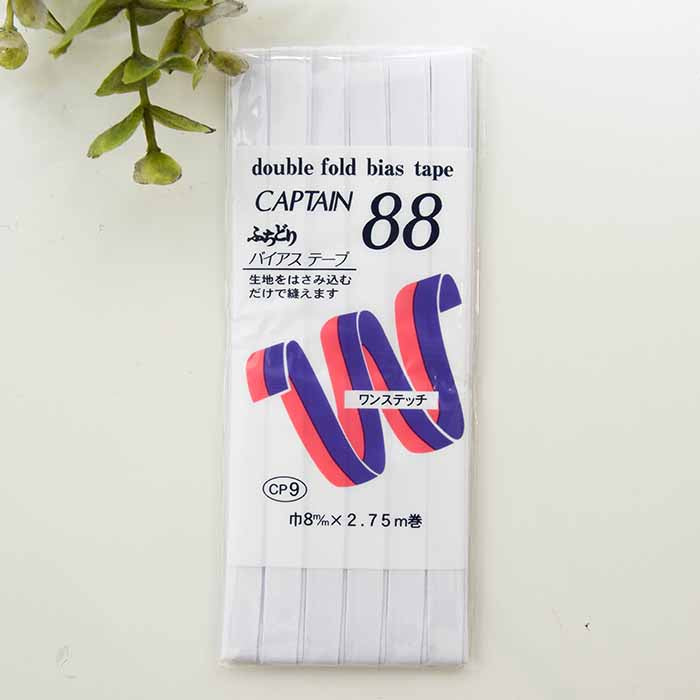 double fold bias tape
CAPTAIN 88
ふちどり
バイアス テープ
生地をはさみ込む
だけで縫えます
ワンステッチ
CP9
巾8m/m×2.75m巻